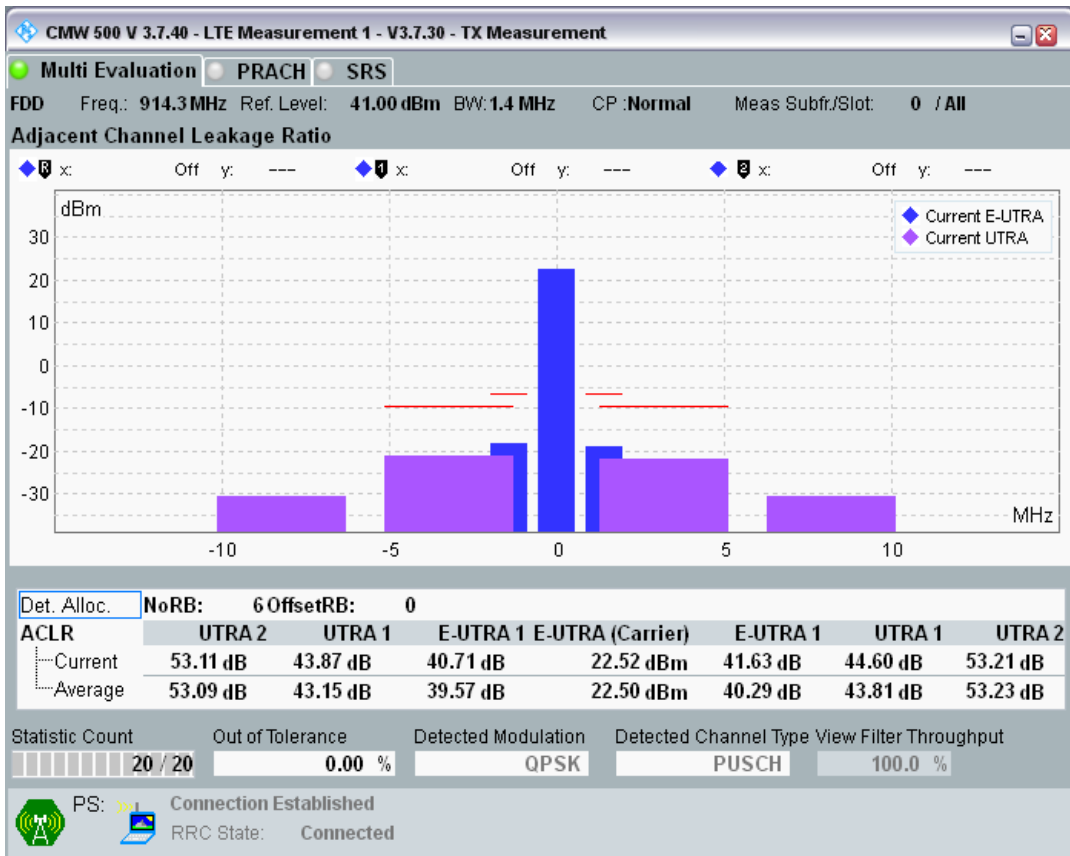 CMW 500 V 3.7.40 - LTE Measurement 1 - V3.7.30 - TX Measurement
Multi Evaluation PRACH SRS
FDD Freq.: 914.3 MHz Ref. Level: 41.00 dBm BW: 1.4 MHz CP :Normal Meas Subfr./Slot: 0 / All
Adjacent Channel Leakage Ratio
R x: Off y: --- 1 x: Off y: --- 2 x: Off y: ---
dBm
Current E-UTRA
Current UTRA
30
20
10
0
-10
-20
-30
MHz
-10 -5 0 5 10
Det. Alloc. NoRB: 6 OffsetRB: 0
ACLR UTRA 2 UTRA 1 E-UTRA 1 E-UTRA (Carrier) E-UTRA 1 UTRA 1 UTRA 2
Current 53.11 dB 43.87 dB 40.71 dB 22.52 dBm 41.63 dB 44.60 dB 53.21 dB
Average 53.09 dB 43.15 dB 39.57 dB 22.50 dBm 40.29 dB 43.81 dB 53.23 dB
Statistic Count Out of Tolerance Detected Modulation Detected Channel Type View Filter Throughput
20 / 20 0.00 % QPSK PUSCH 100.0 %
PS: Connection Established
RRC State: Connected